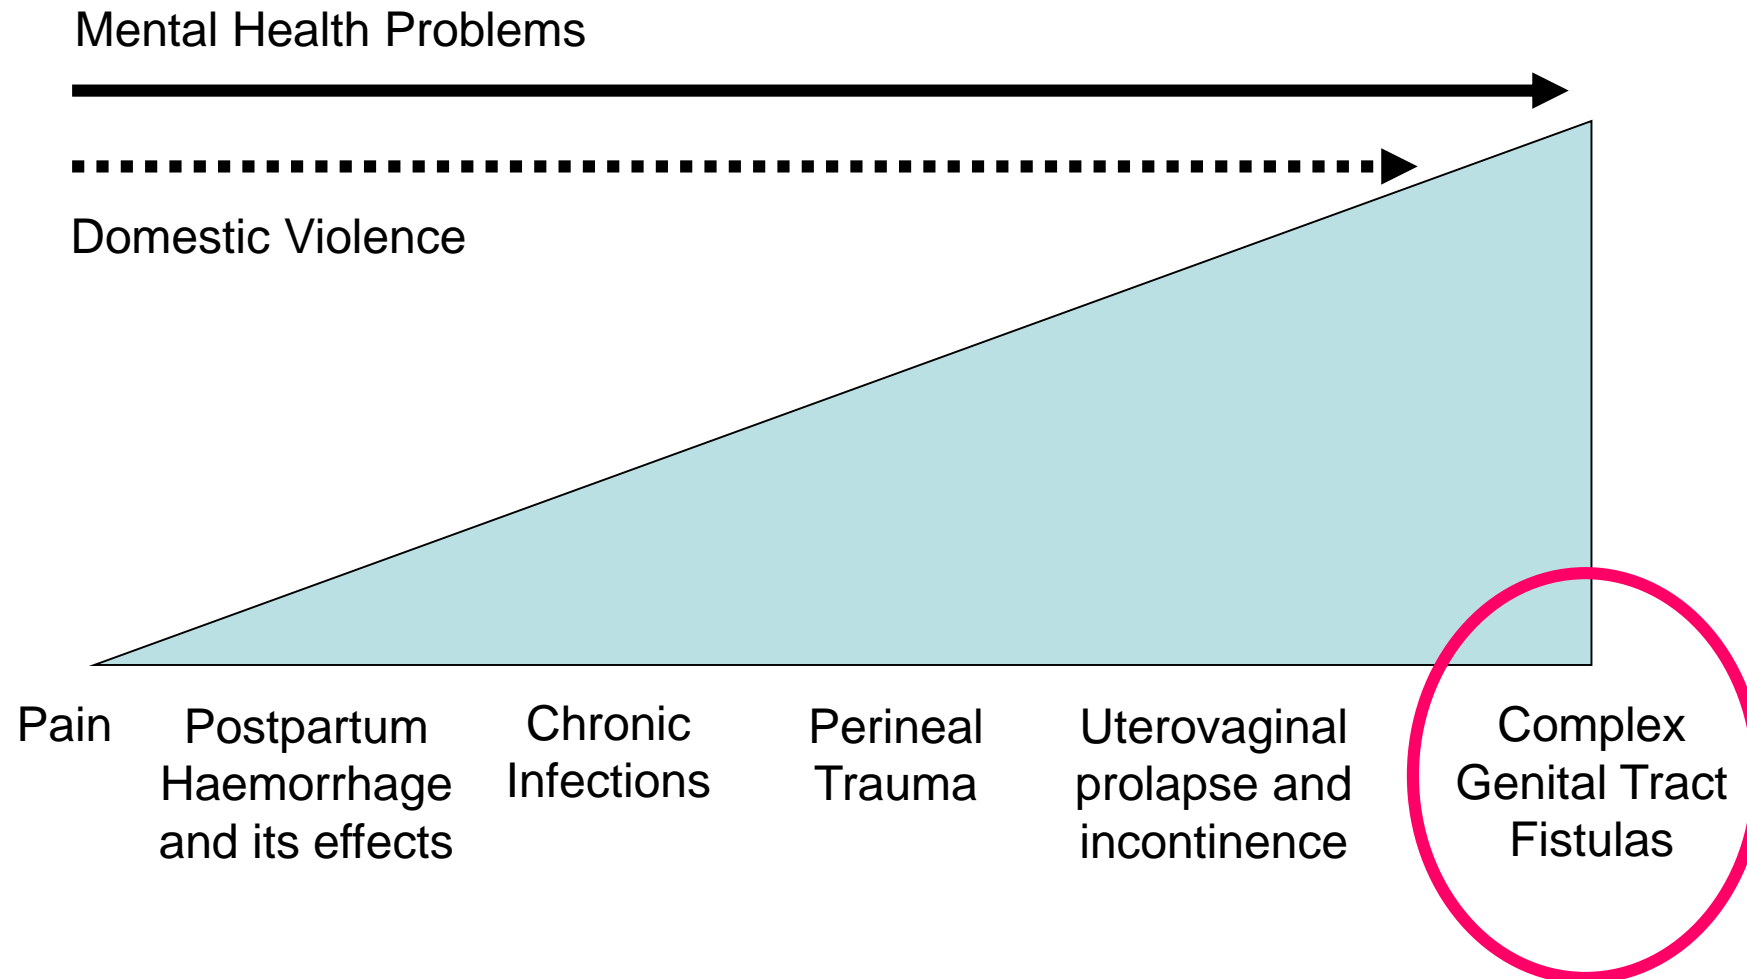 Mental Health Problems
Domestic Violence
Pain
Postpartum
Haemorrhage
and its effects
Chronic
Infections
Perineal
Trauma
Uterovaginal
prolapse and
incontinence
Complex
Genital Tract
Fistulas